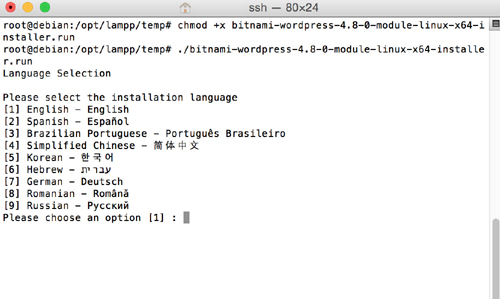 ssh — 80×24
root@debian:/opt/lampp/temp# chmod +x bitnami-wordpress-4.8-0-module-linux-x64-i
nstaller.run
root@debian:/opt/lampp/temp# ./bitnami-wordpress-4.8-0-module-linux-x64-installe
r.run
Language Selection
Please select the installation language
[1] English - English
[2] Spanish - Español
[3] Brazilian Portuguese - Português Brasileiro
[4] Simplified Chinese - 简体中文
[5] Korean - 한국어
[6] Hebrew - עברית
[7] German - Deutsch
[8] Romanian - Română
[9] Russian - Русский
Please choose an option [1] :